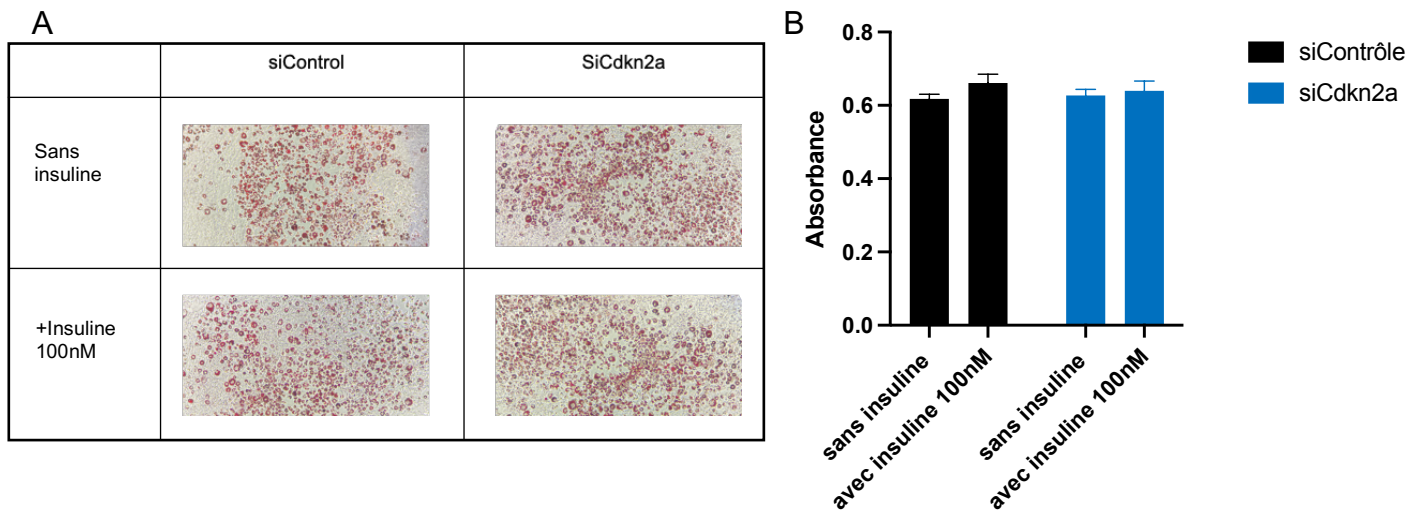 A
siControl
SiCdkn2a
Sans
insuline
+Insuline
100nM
B
0.8
0.6
0.4
0.2
0.0
Absorbance
sans insuline
avec insuline 100nM
sans insuline
avec insuline 100nM
siContrôle
siCdkn2a